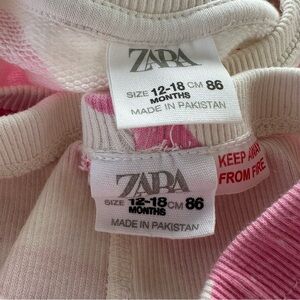 ZARA
SIZE 12-18 CM 86
MONTHS
MADE IN PAKISTAN
KEEP AWAY
FROM FIRE
ZARA
SIZE 12-18 CM 86
MONTHS
MADE IN PAKISTAN